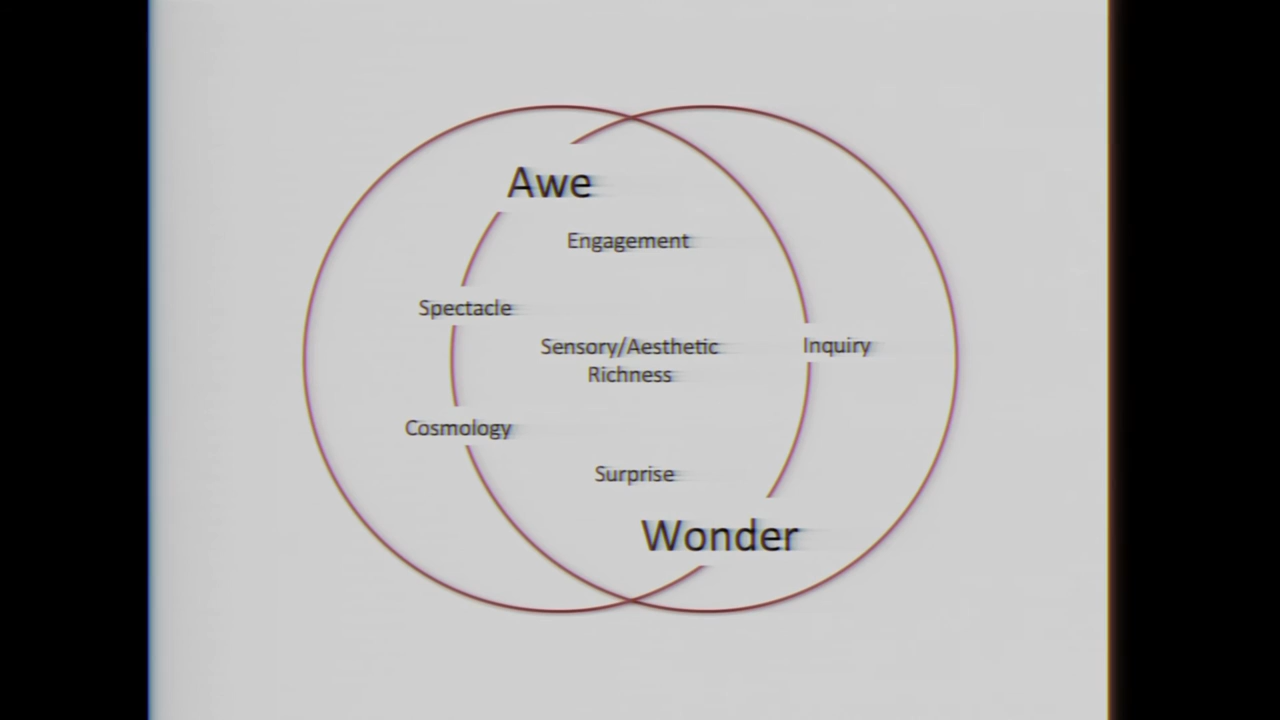 Awe
Engagement
Spectacle
Sensory/Aesthetic
Richness
Inquiry
Cosmology
Surprise
Wonder